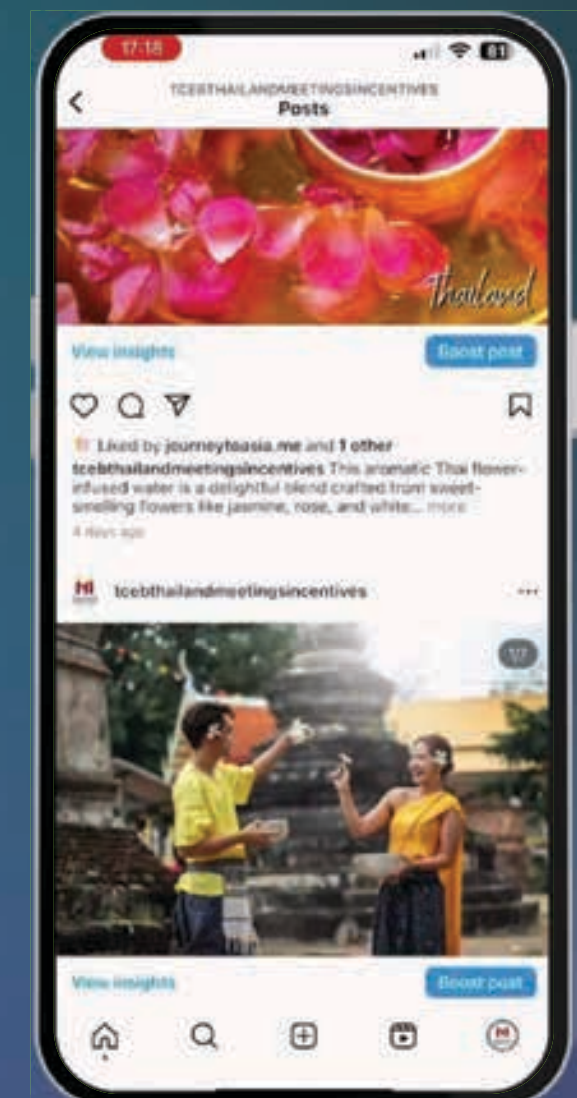 17:18
81
TCEBTHAILANDMEETINGSINCENTIVES
Posts
Thailand
View insights
Boost post
Liked by journeytoasia.me and 1 other
tcebthailandmeetingsincentives This aromatic Thai flower-
infused water is a delightful blend crafted from sweet-
smelling flowers like jasmine, rose, and white... more
4 days ago
MI
tcebthailandmeetingsincentives
1/7
View insights
Boost post